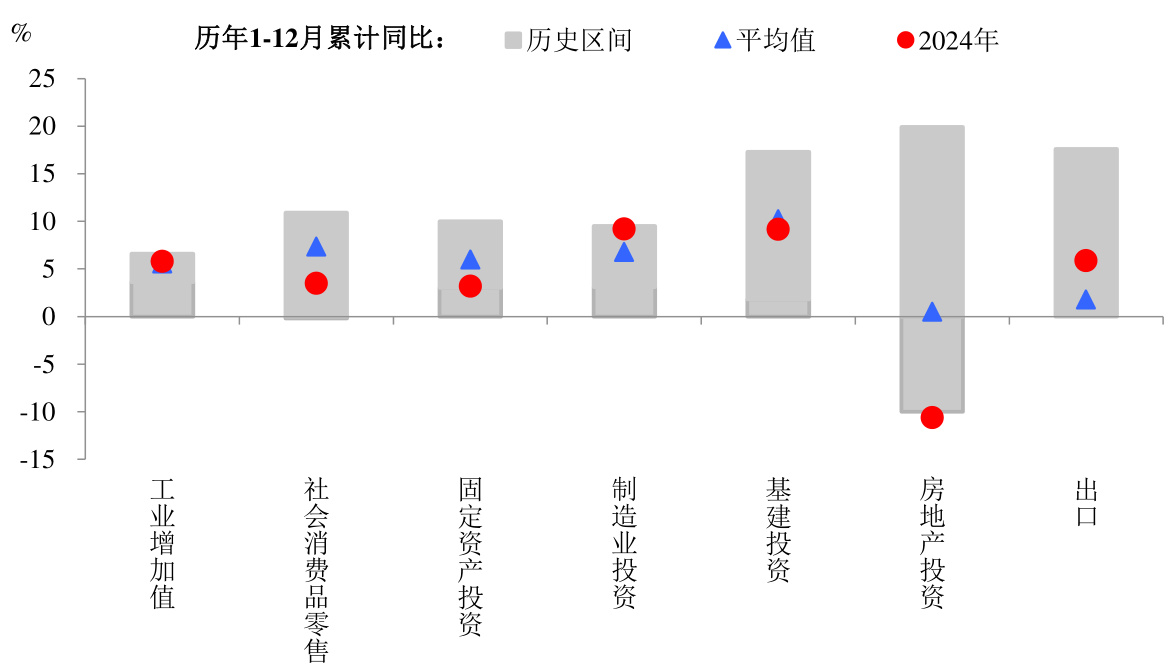 %
历年1-12月累计同比：
历史区间
平均值
2024年
25
20
15
10
5
0
-5
-10
-15
工业增加值
社会消费品零售
固定资产投资
制造业投资
基建投资
房地产投资
出口